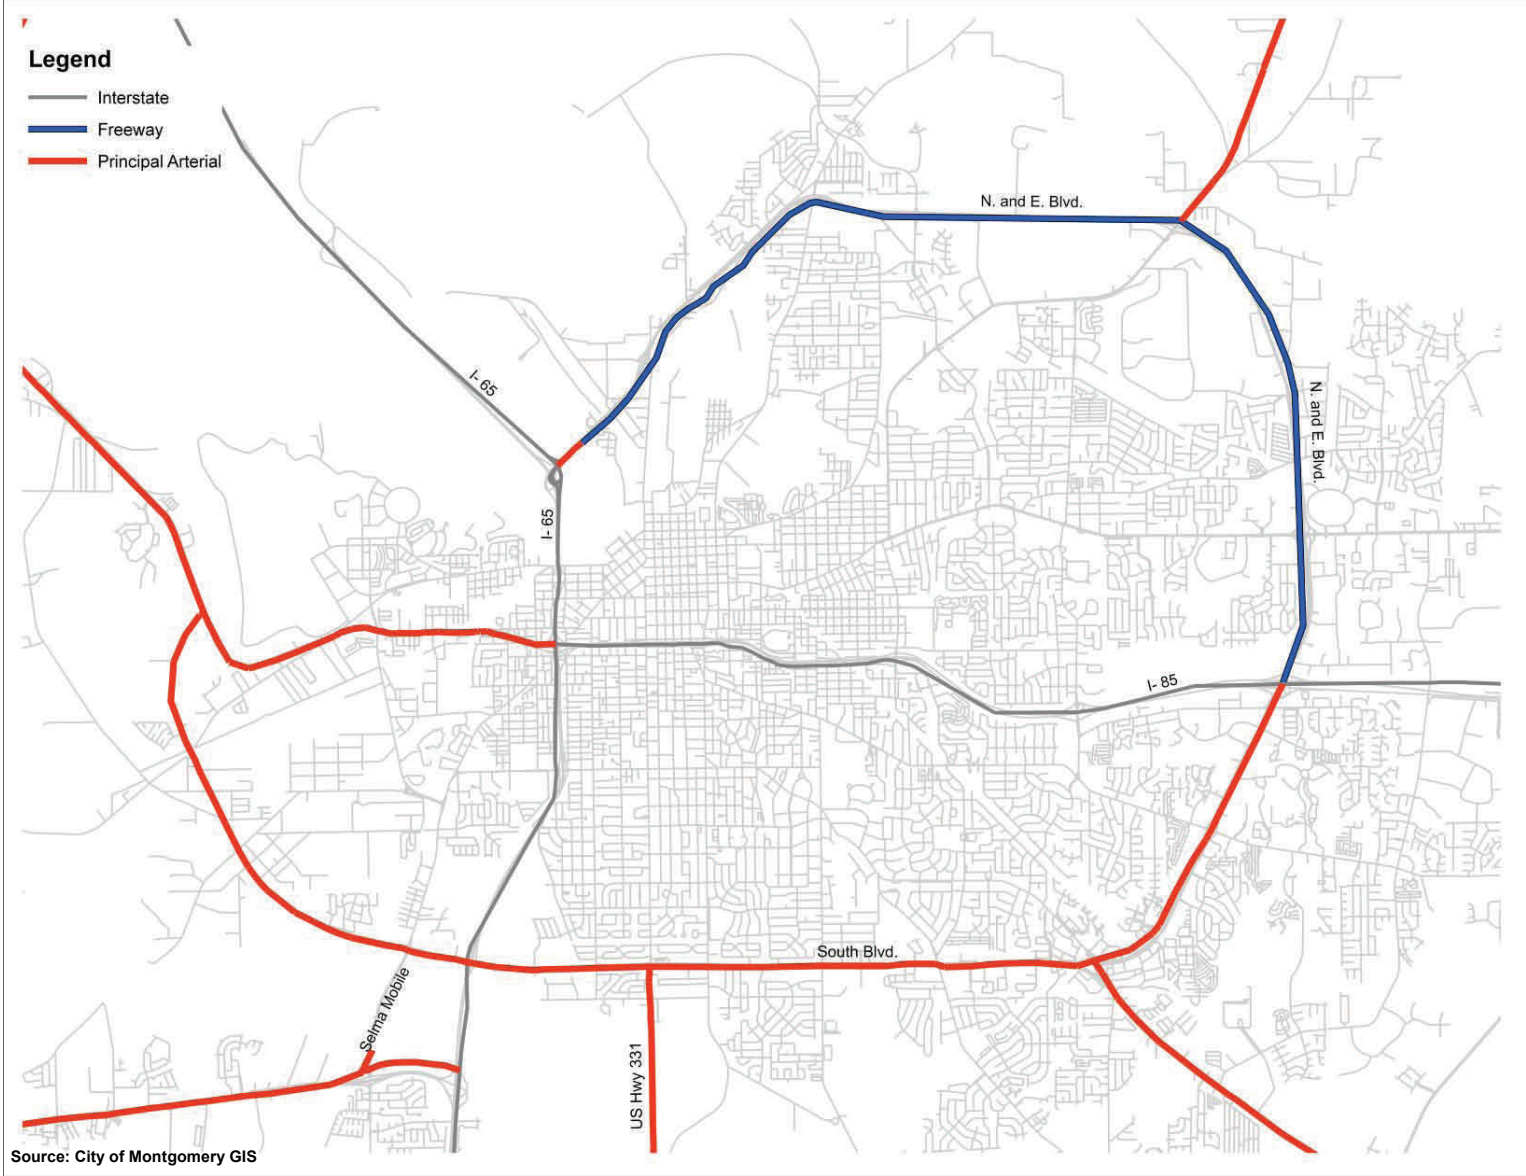 Legend
Interstate
Freeway
Principal Arterial
N. and E. Blvd.
I- 65
N. and E. Blvd.
I- 65
I- 85
South Blvd.
Selma Mobile
US Hwy 331
Source: City of Montgomery GIS